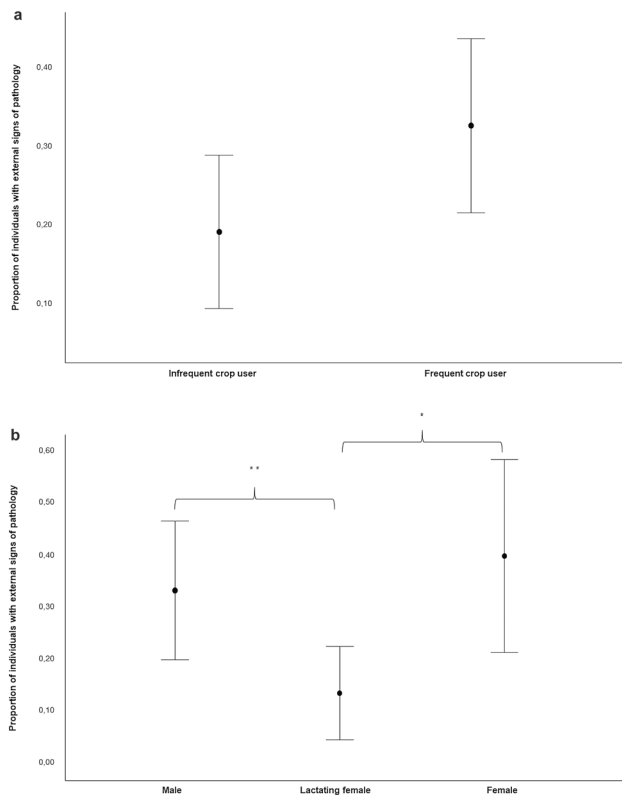 a
Proportion of individuals with external signs of pathology
0,40
0,30
0,20
0,10
Infrequent crop user
Frequent crop user
b
Proportion of individuals with external signs of pathology
*
**
0,60
0,50
0,40
0,30
0,20
0,10
0,00
Male
Lactating female
Female